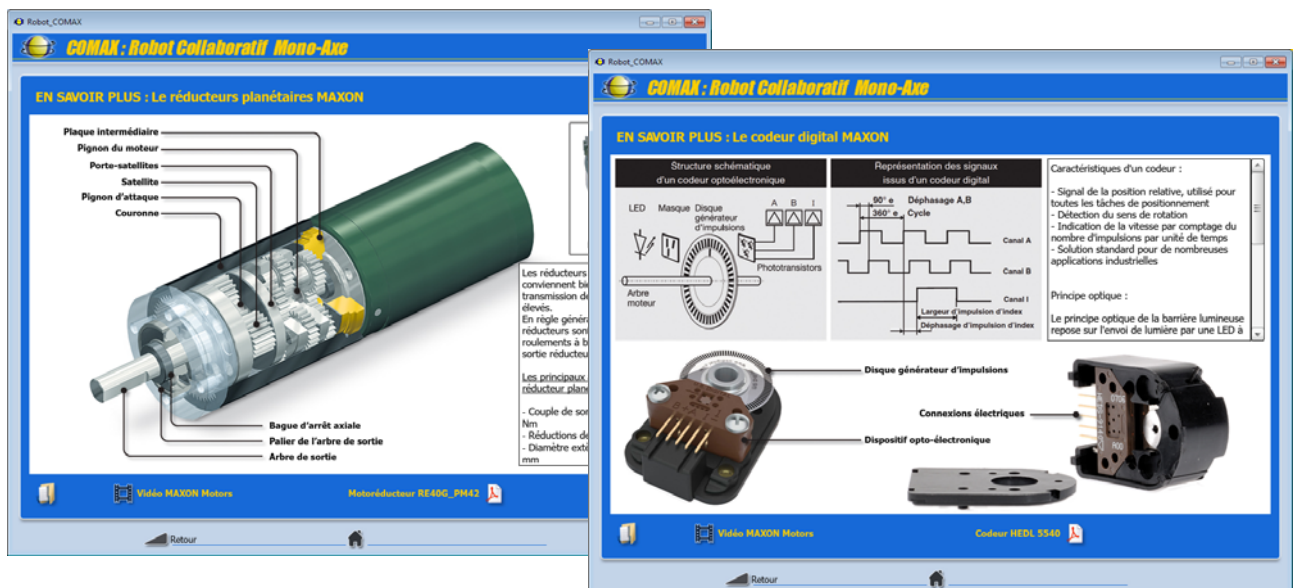 Robot_COMAX
COMAX : Robot Collaboratif Mono-Axe
EN SAVOIR PLUS : Le réducteurs planétaires MAXON
Plaque intermédiaire
Pignon du moteur
Porte-satellites
Satellite
Pignon d'attaque
Couronne
Bague d'arrêt axiale
Palier de l'arbre de sortie
Arbre de sortie
Les réducteurs
conviennent bi
transmission de
élevés.
En règle généra
réducteurs sont
roulements à b
sortie réducteu
Les principaux
réducteur plané
- Couple de sor
Nm
- Réductions de
- Diamètre exté
mm
Vidéo MAXON Motors
Motoréducteur RE40G_PM42
Retour
Robot_COMAX
COMAX : Robot Collaboratif Mono-Axe
EN SAVOIR PLUS : Le codeur digital MAXON
Structure schématique
d'un codeur optoélectronique
LED
Masque
Disque
générateur
d'impulsions
A B I
Phototransistors
Arbre
moteur
Représentation des signaux
issus d'un codeur digital
90° e Déphasage A,B
360° e Cycle
Canal A
Canal B
Canal I
Largeur d'impulsion d'index
Déphasage d'impulsion d'index
Caractéristiques d'un codeur :
- Signal de la position relative, utilisé pour
toutes les tâches de positionnement
- Détection du sens de rotation
- Indication de la vitesse par comptage du
nombre d'impulsions par unité de temps
- Solution standard pour de nombreuses
applications industrielles
Principe optique :
Le principe optique de la barrière lumineuse
repose sur l'envoi de lumière par une LED à
Disque générateur d'impulsions
Connexions électriques
Dispositif opto-électronique
Vidéo MAXON Motors
Codeur HEDL 5540
Retour